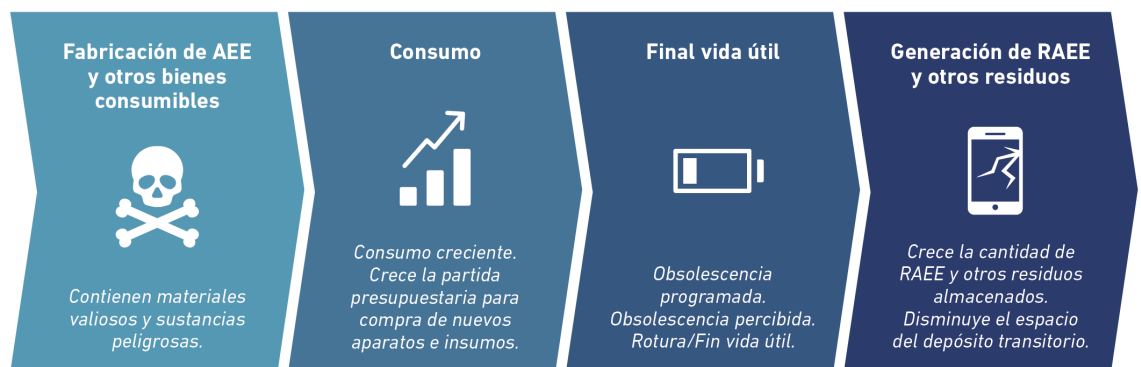 Fabricación de AEE
y otros bienes
consumibles
Contienen materiales
valiosos y sustancias
peligrosas.
Consumo
Consumo creciente.
Crece la partida
presupuestaria para
compra de nuevos
aparatos e insumos.
Final vida útil
Obsolescencia
programada.
Obsolescencia percibida.
Rotura/Fin vida útil.
Generación de RAEE
y otros residuos
Crece la cantidad de
RAEE y otros residuos
almacenados.
Disminuye el espacio
del depósito transitorio.